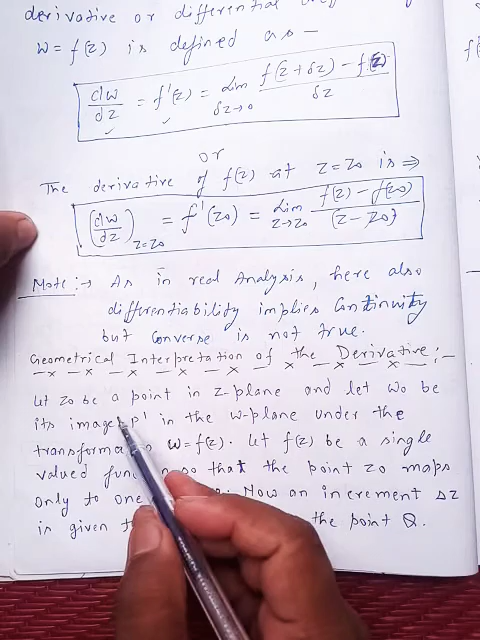 derivative or differential
w = f(z) is defined as —
dw/dz = f'(z) = lim δz→0 f(z+δz) - f(z) / δz
or
The derivative of f(z) at z=z0 is ⇒
(dw/dz) z=z0 = f'(z0) = lim z→z0 f(z) - f(z0) / (z - z0)
Note :→ As in real Analysis, here also
differentiability implies Continuity
but converse is not true.
Geometrical Interpretation of the Derivative :-
Let z0 be a point in z-plane and let w0 be
its image P' in the w-plane under the
w = f(z). Let f(z) be a single
valued so that the point z0 maps
only to one Now an increment Δz
is given the point Q.